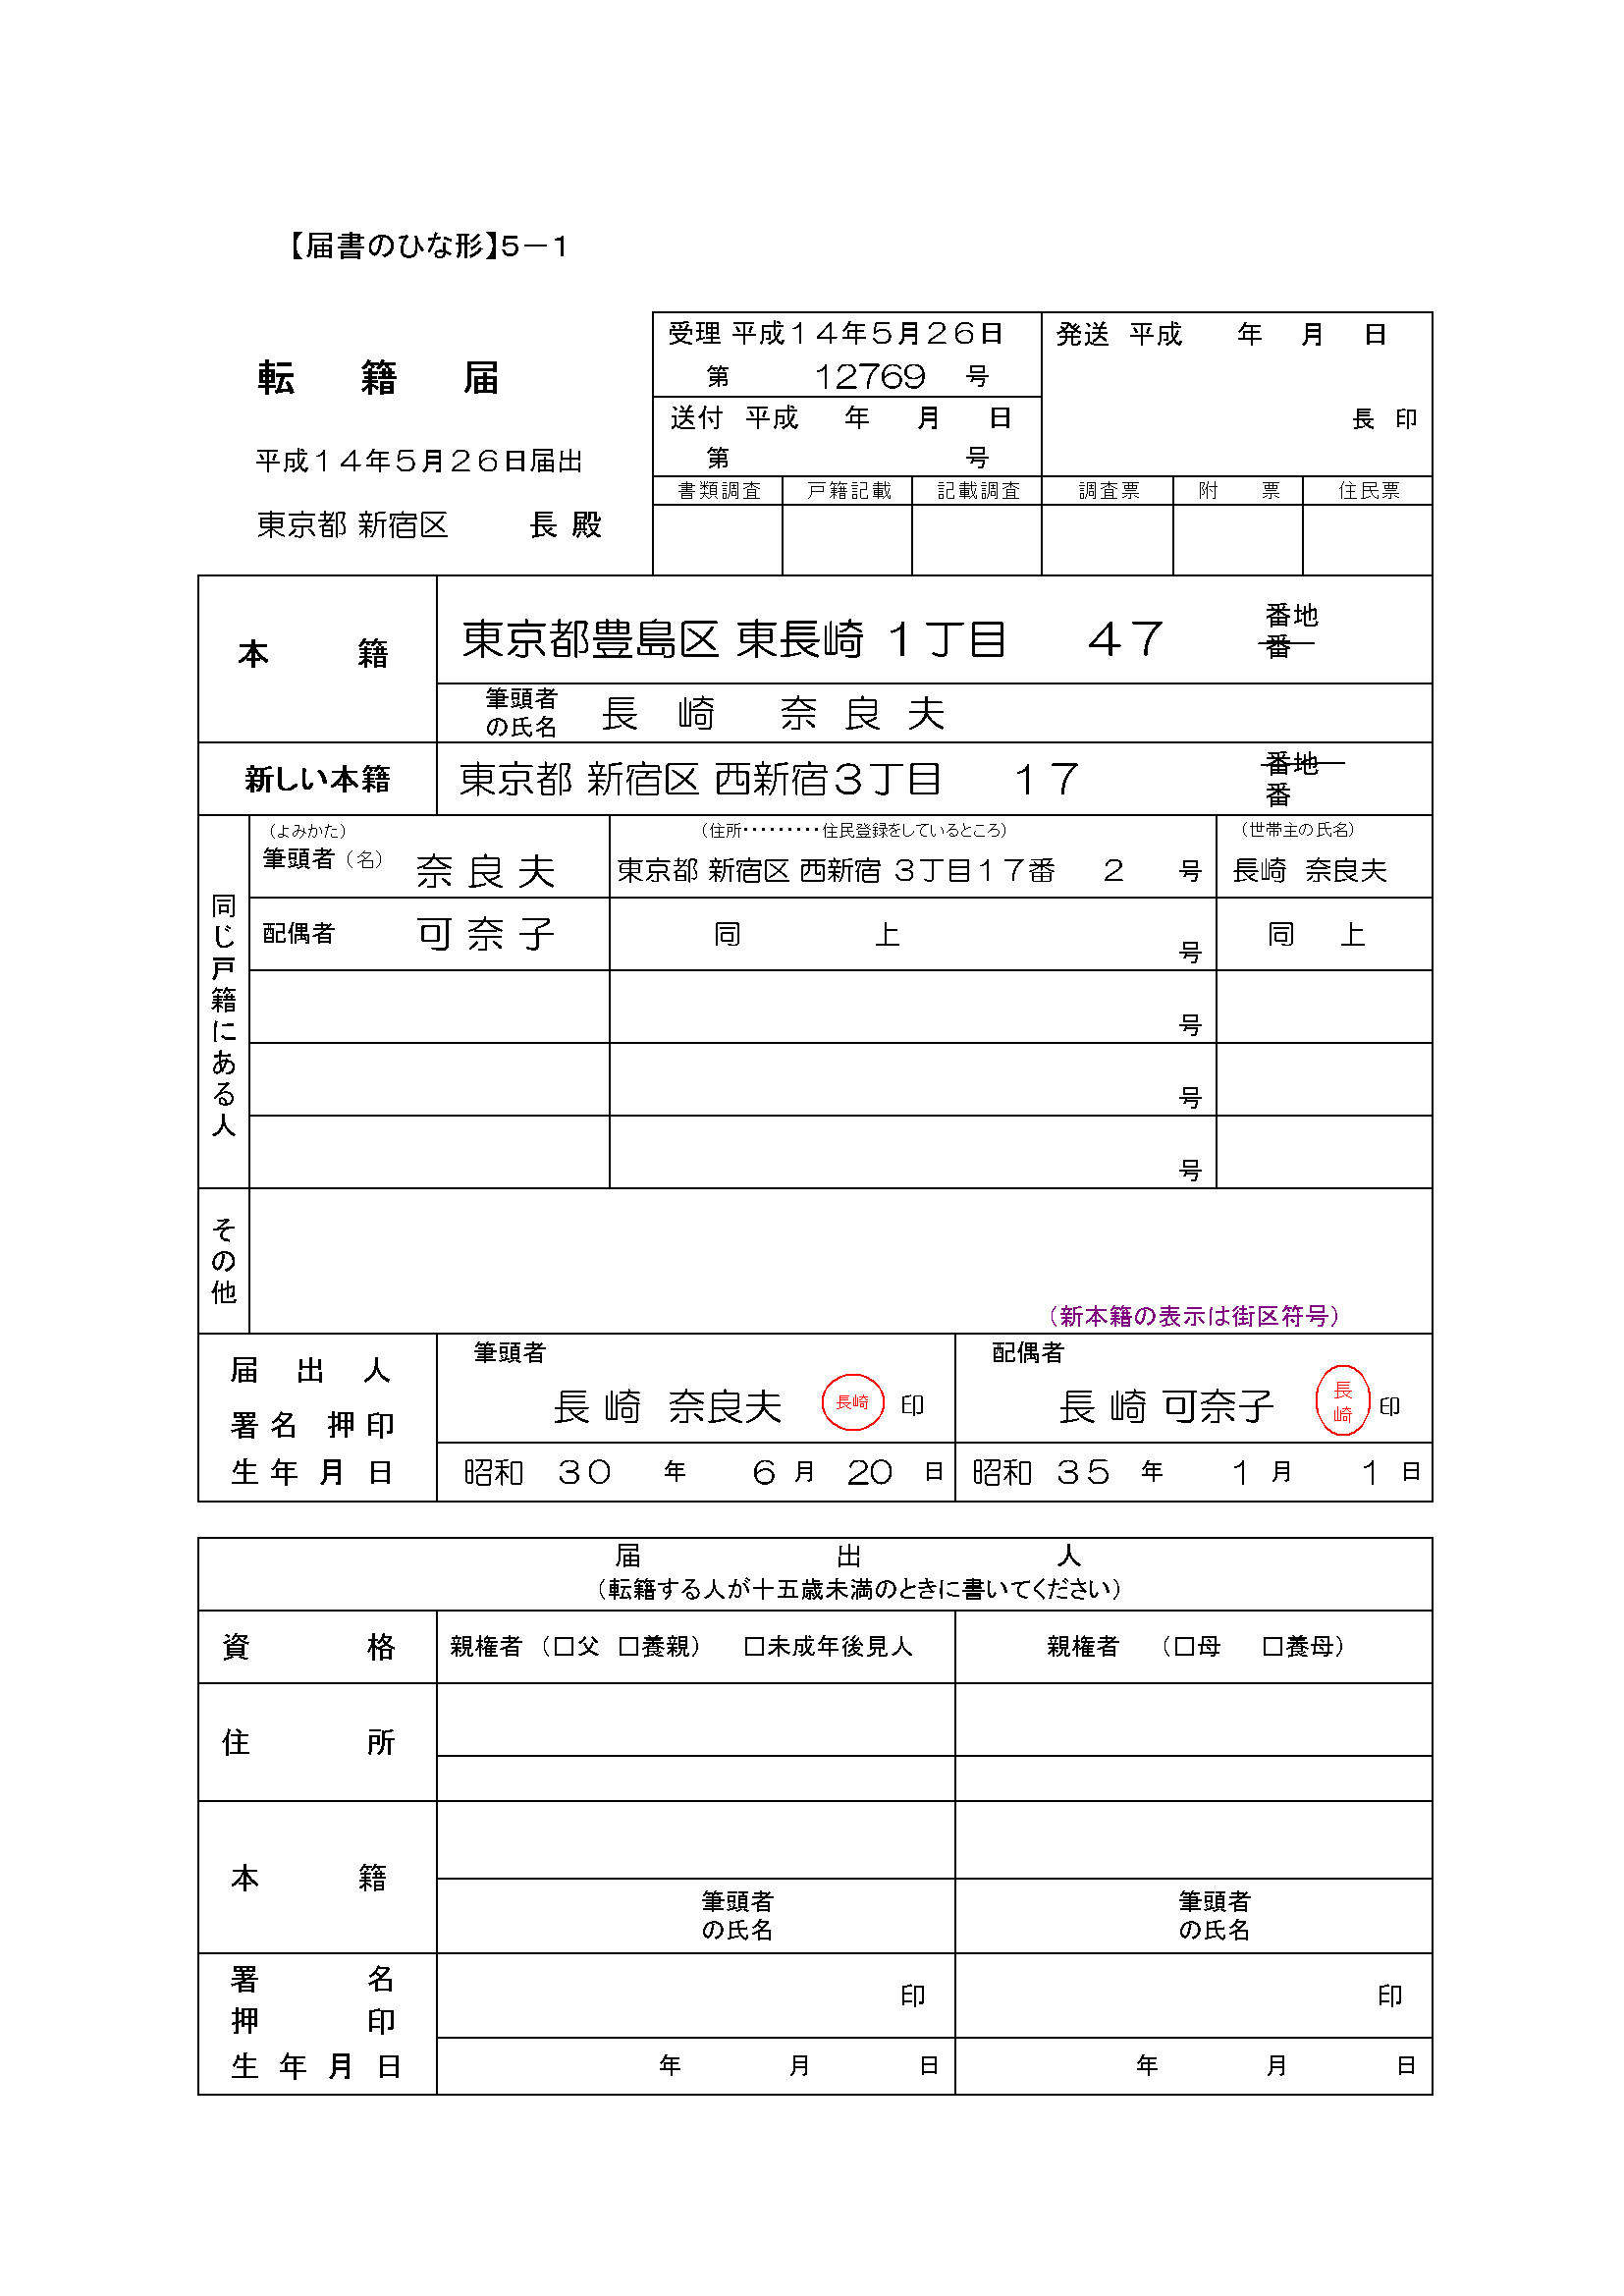 【届書のひな形】5－1
転籍届
平成14年5月26日届出
東京都 新宿区 長 殿
受理 平成14年5月26日
第 12769 号
送付 平成 年 月 日
第 号
発送 平成 年 月 日
長 印
書類調査 戸籍記載 記載調査 調査票 附 票 住民票
本籍
東京都豊島区 東長崎 1丁目 47 番地
番
筆頭者
の氏名 長崎 奈良夫
新しい本籍
東京都 新宿区 西新宿3丁目 17 番地
番
同じ戸籍にある人
（よみかた） （住所・・・・・・・・・住民登録をしているところ） （世帯主の氏名）
筆頭者（名） 奈良夫 東京都 新宿区 西新宿 3丁目17番 2 号 長崎 奈良夫
配偶者 可奈子 同 上 号 同 上
号
号
号
その他
（新本籍の表示は街区符号）
届出人
署名押印
生年月日
筆頭者
長崎 奈良夫 長崎 印
昭和 30 年 6 月 20 日
配偶者
長崎 可奈子 長崎 印
昭和 35 年 1 月 1 日
届 出 人
（転籍する人が十五歳未満のときに書いてください）
資格 親権者（□父 □養親） □未成年後見人 親権者 （□母 □養母）
住所
本籍
筆頭者
の氏名
筆頭者
の氏名
署名
押印 印 印
生年月日 年 月 日 年 月 日